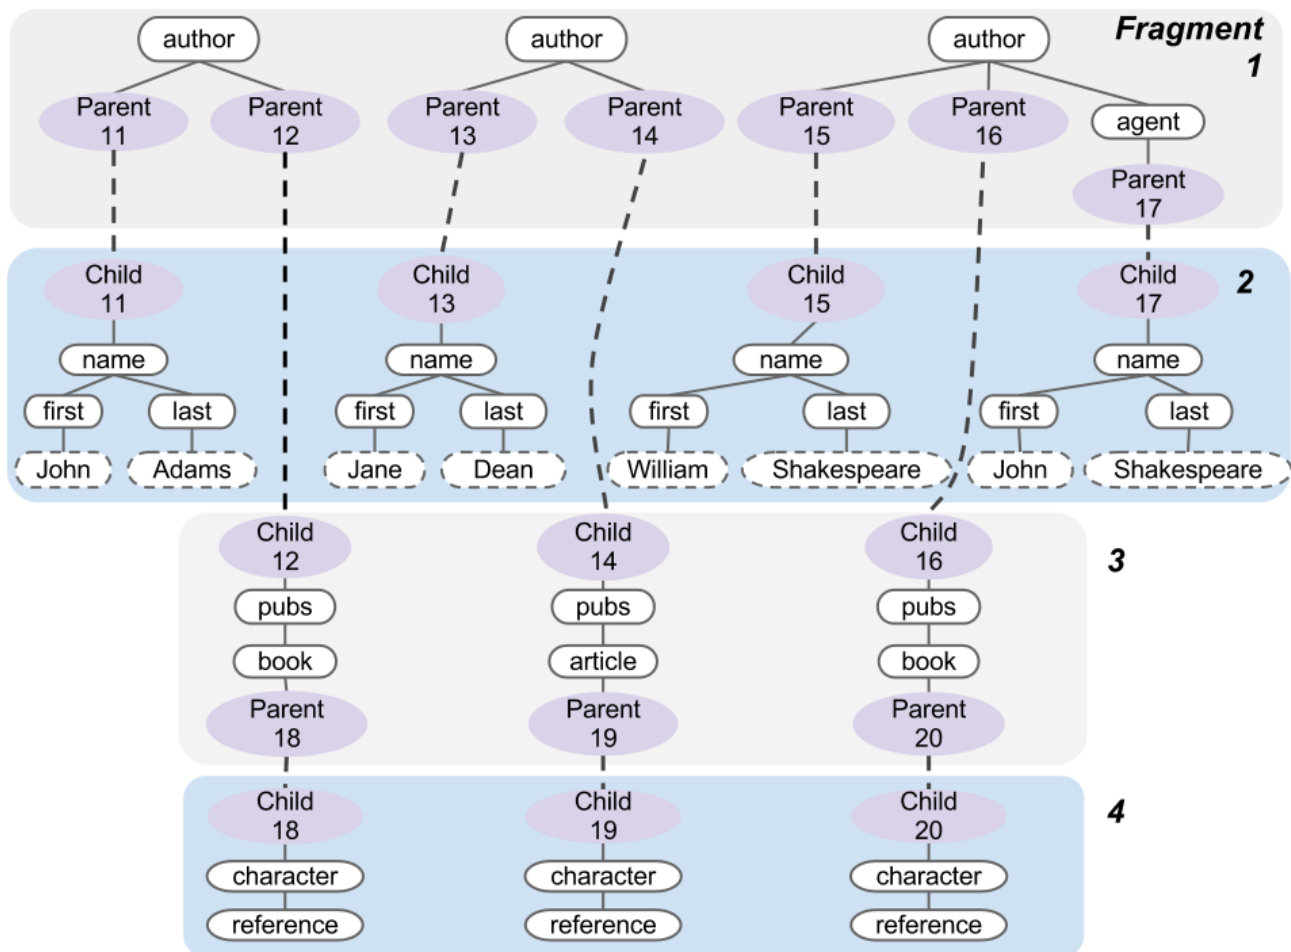 author author author Fragment
1
Parent Parent Parent Parent Parent Parent agent
11 12 13 14 15 16
Parent
17
Child Child Child Child 2
11 13 15 17
name name name name
first last first last first last first last
John Adams Jane Dean William Shakespeare John Shakespeare
Child Child Child 3
12 14 16
pubs pubs pubs
book article book
Parent Parent Parent
18 19 20
Child Child Child 4
18 19 20
character character character
reference reference reference